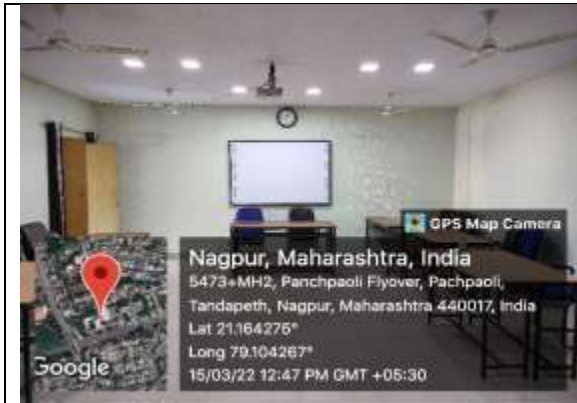 GPS Map Camera
Nagpur, Maharashtra, India
5473+MH2, Panchpaoli Flyover, Pachpaoli,
Tandapeth, Nagpur, Maharashtra 440017, India
Lat 21.164275°
Long 79.104267°
15/03/22 12:47 PM GMT +05:30
Google